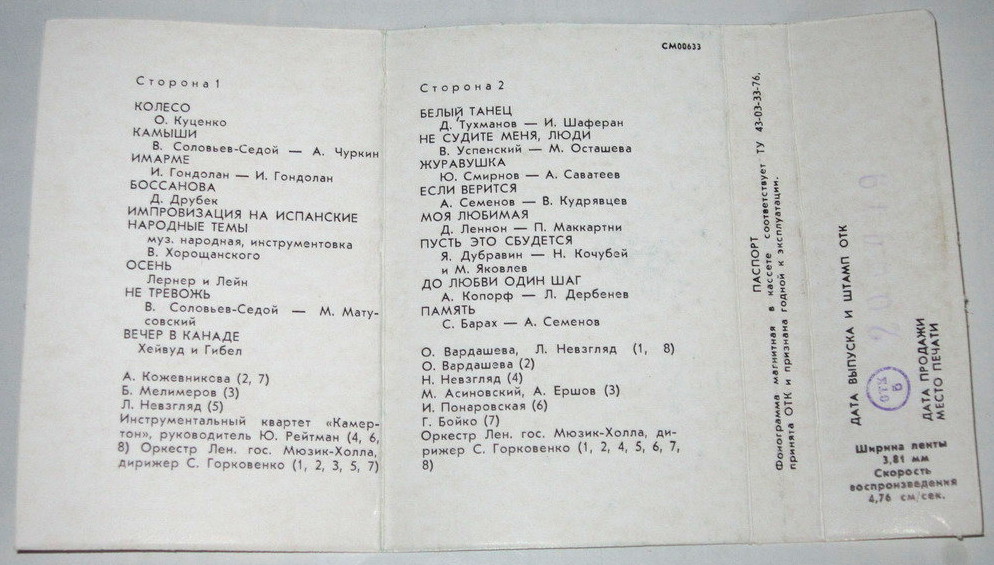 Сторона 1
КОЛЕСО
О. Куценко
КАМЫШИ
В. Соловьев-Седой — А. Чуркин
ИМАРМЕ
И. Гондолан — И. Гондолан
БОССАНОВА
Д. Друбек
ИМПРОВИЗАЦИЯ НА ИСПАНСКИЕ
НАРОДНЫЕ ТЕМЫ
муз. народная, инструментовка
В. Хорощанского
ОСЕНЬ
Лернер и Лейн
НЕ ТРЕВОЖЬ
В. Соловьев-Седой — М. Мату-
совский
ВЕЧЕР В КАНАДЕ
Хейвуд и Гибел
А. Кожевникова (2, 7)
Б. Мелимеров (3)
Л. Невзгляд (5)
Инструментальный квартет «Камер-
тон», руководитель Ю. Рейтман (4, 6,
8) Оркестр Лен. гос. Мюзик-Холла,
дирижер С. Горковенко (1, 2, 3, 5, 7)
СМ00633
Сторона 2
БЕЛЫЙ ТАНЕЦ
Д. Тухманов — И. Шаферан
НЕ СУДИТЕ МЕНЯ, ЛЮДИ
В. Успенский — М. Осташева
ЖУРАВУШКА
Ю. Смирнов — А. Саватеев
ЕСЛИ ВЕРИТСЯ
А. Семенов — В. Кудрявцев
МОЯ ЛЮБИМАЯ
Д. Леннон — П. Маккартни
ПУСТЬ ЭТО СБУДЕТСЯ
Я. Дубравин — Н. Кочубей
и М. Яковлев
ДО ЛЮБВИ ОДИН ШАГ
А. Копорф — Л. Дербенев
ПАМЯТЬ
С. Барах — А. Семенов
О. Вардашева, Л. Невзгляд (1, 8)
О. Вардашева (2)
Н. Невзгляд (4)
М. Асиновский, А. Ершов (3)
И. Понаровская (6)
Г. Бойко (7)
Оркестр Лен. гос. Мюзик-Холла, ди-
рижер С. Горковенко (1, 2, 4, 5, 6, 7,
8)
ПАСПОРТ
Фонограмма магнитная в кассете соответствует ТУ 43-03-33-76,
принята ОТК и признана годной к эксплуатации.
ДАТА ВЫПУСКА И ШТАМП ОТК
ОТК
ДАТА ПРОДАЖИ
МЕСТО ПЕЧАТИ
Ширина ленты
3,81 мм
Скорость
воспроизведения
4,76 см/сек.